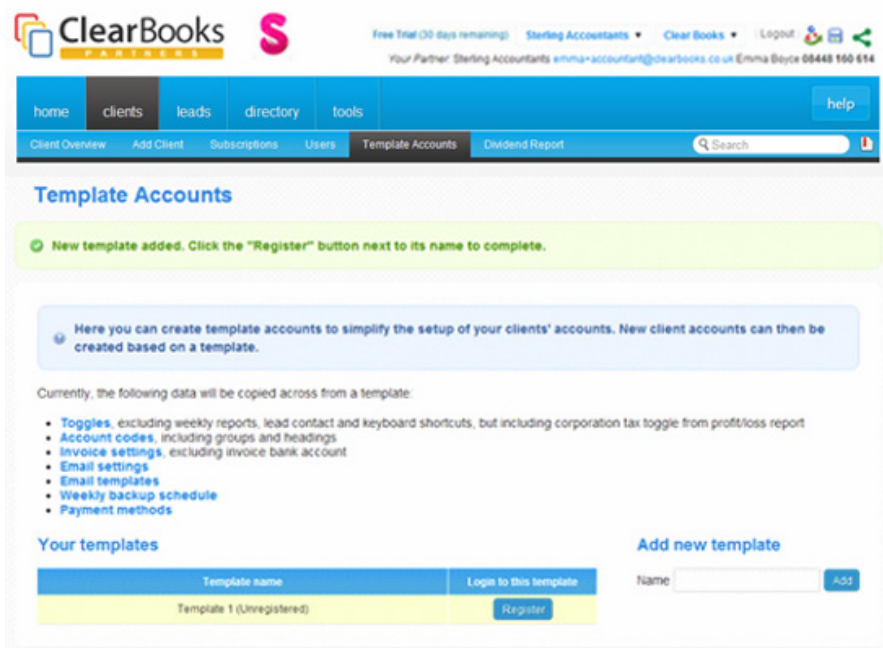 ClearBooks
PARTNERS
S
Free Trial (30 days remaining) Sterling Accountants Clear Books Logout
Your Partner: Sterling Accountants emma+accountant@clearbooks.co.uk Emma Boyce 08448 160 614
home clients leads directory tools help
Client Overview Add Client Subscriptions Users Template Accounts Dividend Report Search
Template Accounts
New template added. Click the "Register" button next to its name to complete.
Here you can create template accounts to simplify the setup of your clients' accounts. New client accounts can then be
created based on a template.
Currently, the following data will be copied across from a template:
• Toggles, excluding weekly reports, lead contact and keyboard shortcuts, but including corporation tax toggle from profit/loss report
• Account codes, including groups and headings
• Invoice settings, excluding invoice bank account
• Email settings
• Email templates
• Weekly backup schedule
• Payment methods
Your templates
Add new template
Template name Login to this template
Name Add
Template 1 (Unregistered) Register